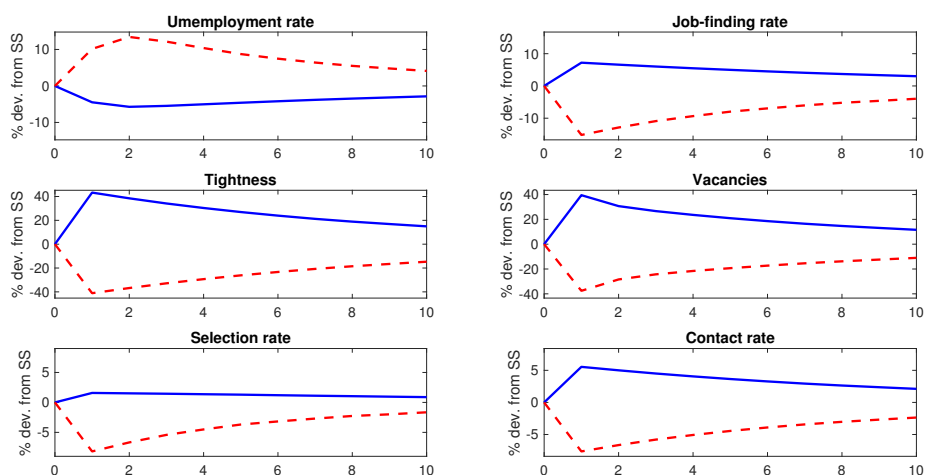 Umemployment rate
% dev. from SS
10
0
-10
0 2 4 6 8 10
Job-finding rate
% dev. from SS
10
0
-10
0 2 4 6 8 10
Tightness
% dev. from SS
40
20
0
-20
-40
0 2 4 6 8 10
Vacancies
% dev. from SS
40
20
0
-20
-40
0 2 4 6 8 10
Selection rate
% dev. from SS
5
0
-5
0 2 4 6 8 10
Contact rate
% dev. from SS
5
0
-5
0 2 4 6 8 10